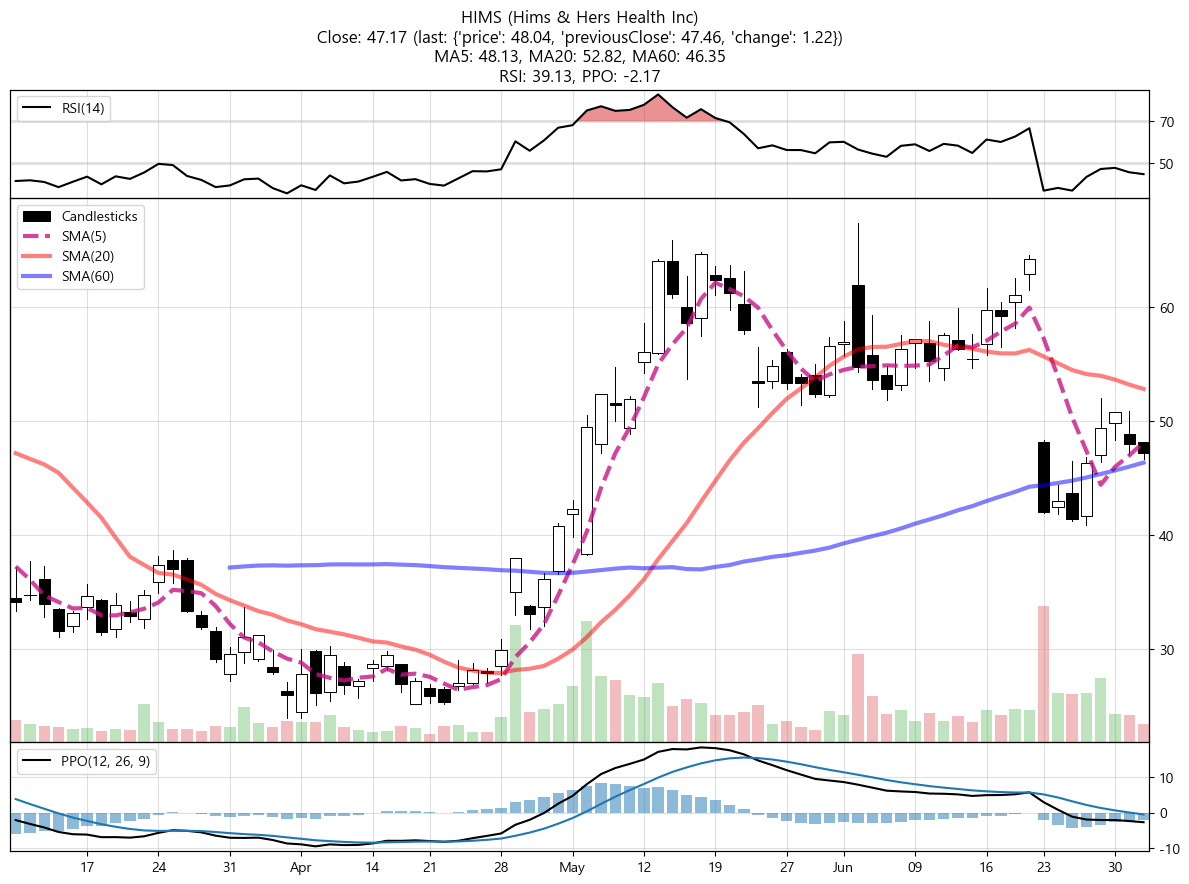 HIMS (Hims & Hers Health Inc)
Close: 47.17 (last: {'price': 48.04, 'previousClose': 47.46, 'change': 1.22})
MA5: 48.13, MA20: 52.82, MA60: 46.35
RSI: 39.13, PPO: -2.17
RSI(14)
70
50
Candlesticks
SMA(5)
SMA(20)
SMA(60)
60
50
40
30
PPO(12, 26, 9)
10
0
-10
17 24 31 Apr 14 21 28 May 12 19 27 Jun 09 16 23 30